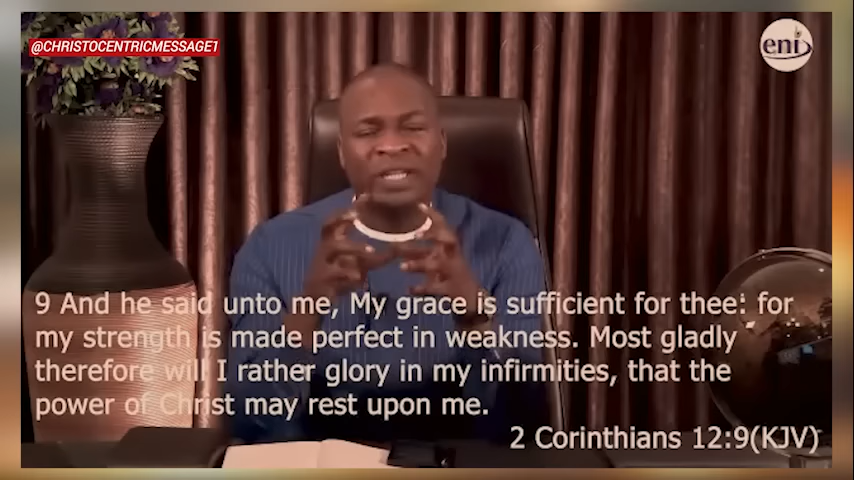 @CHRISTOCENTRICMESSAGE1
eni
9 And he said unto me, My grace is sufficient for thee: for
my strength is made perfect in weakness. Most gladly
therefore will I rather glory in my infirmities, that the
power of Christ may rest upon me.
2 Corinthians 12:9(KJV)